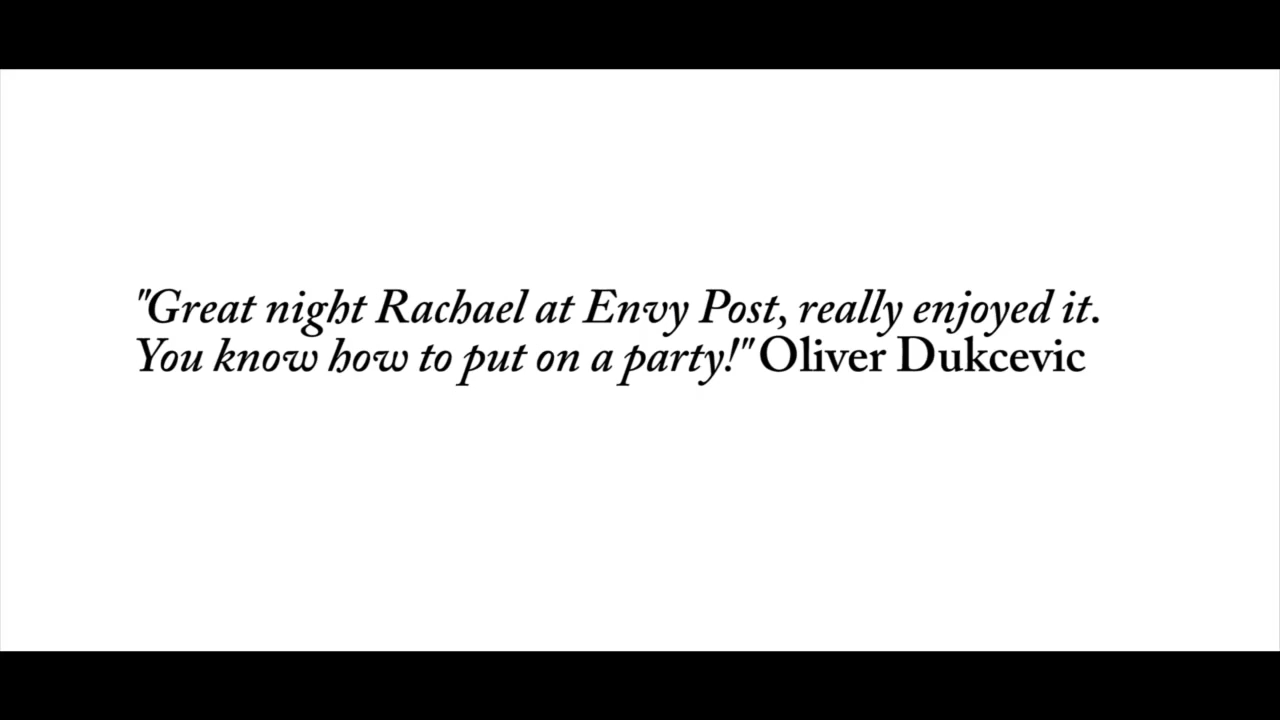 "Great night Rachael at Envy Post, really enjoyed it.
You know how to put on a party!" Oliver Dukcevic